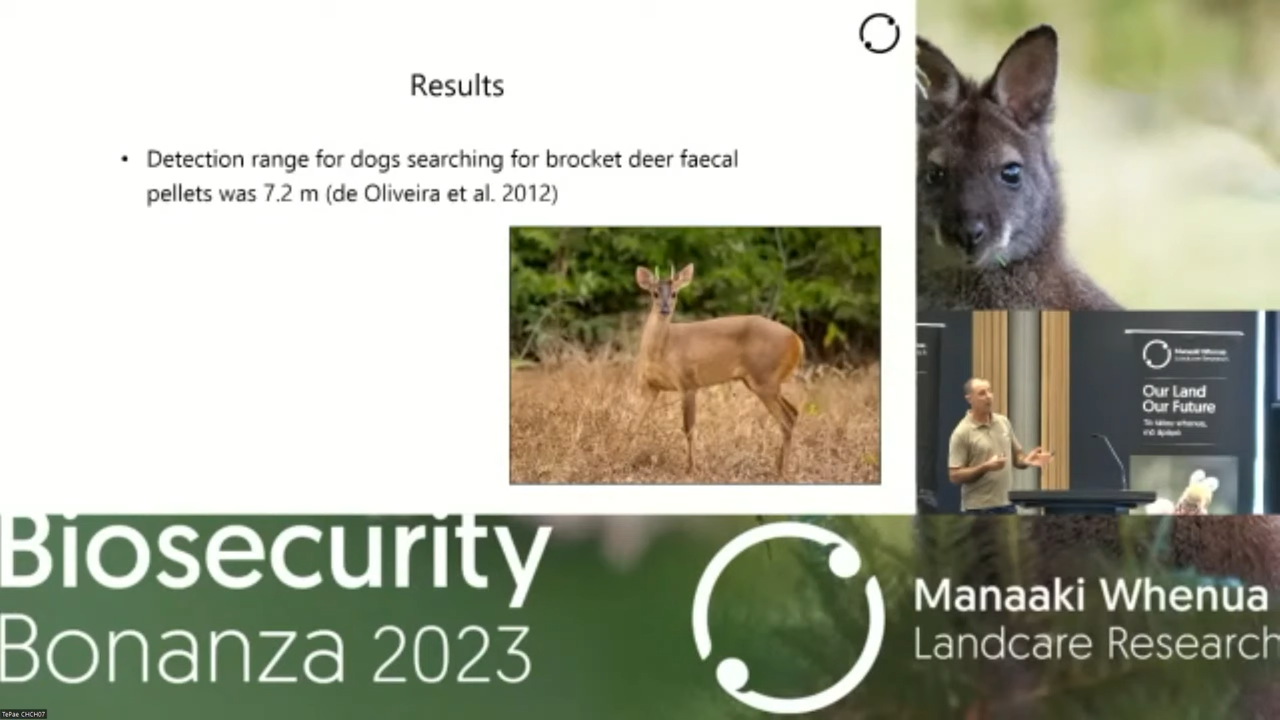 Results
• Detection range for dogs searching for brocket deer faecal
pellets was 7.2 m (de Oliveira et al. 2012)
Manaaki Whenua
Landcare Research
Our Land
Our Future
Biosecurity
Bonanza 2023
Manaaki Whenua
Landcare Research
TePae CHCH07